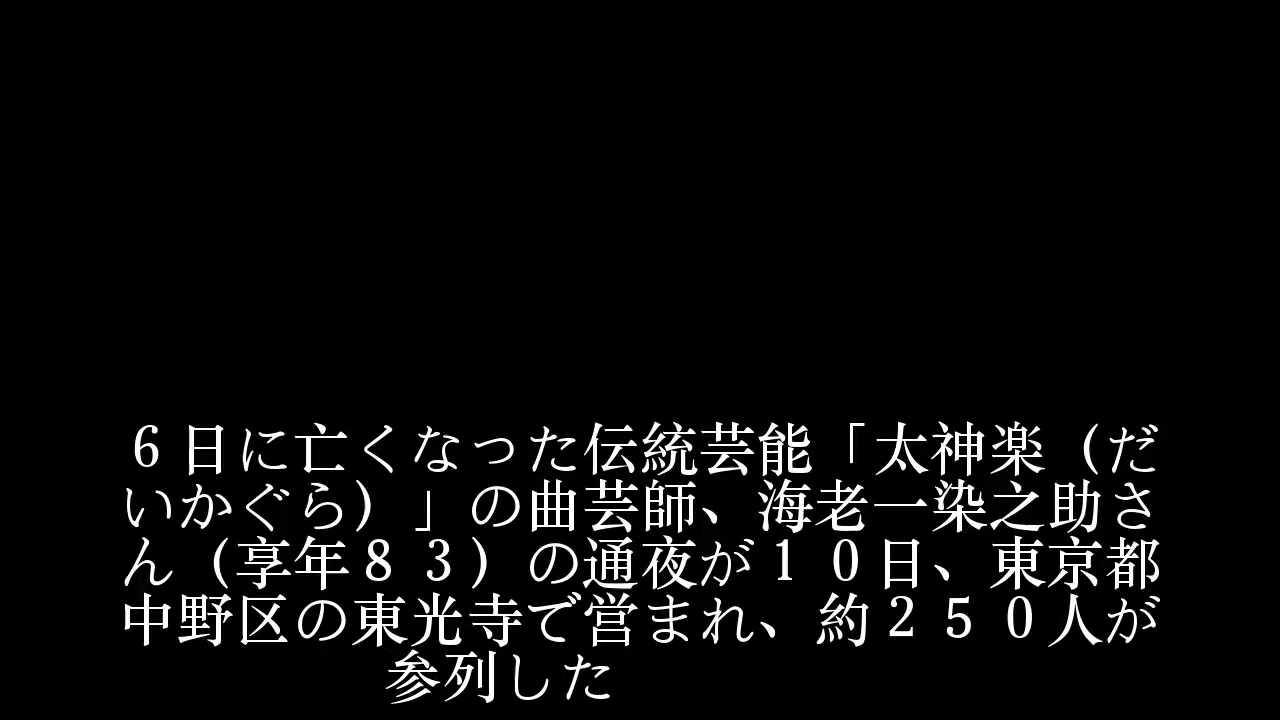 ６日に亡くなった伝統芸能「太神楽（だ
いかぐら）」の曲芸師、海老一染之助さ
ん（享年８３）の通夜が１０日、東京都
中野区の東光寺で営まれ、約２５０人が
参列した